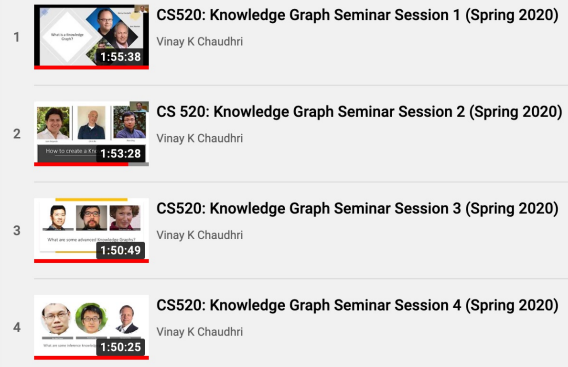 1
What is a Knowledge
Graph?
1:55:38
CS520: Knowledge Graph Seminar Session 1 (Spring 2020)
Vinay K Chaudhri
2
How to create a
1:53:28
CS 520: Knowledge Graph Seminar Session 2 (Spring 2020)
Vinay K Chaudhri
3
What are some advanced Knowledge Graphs?
1:50:49
CS520: Knowledge Graph Seminar Session 3 (Spring 2020)
Vinay K Chaudhri
4
What are some inference
1:50:25
CS520: Knowledge Graph Seminar Session 4 (Spring 2020)
Vinay K Chaudhri